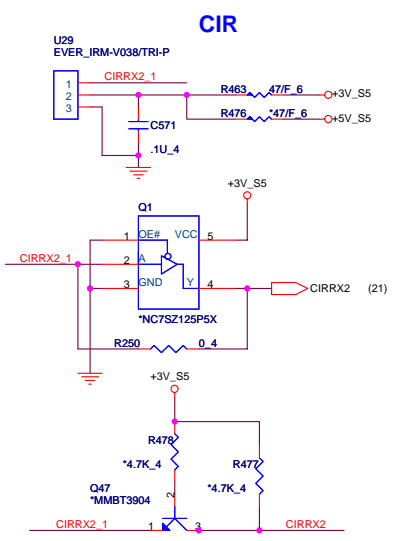 CIR
U29
EVER_IRM-V038/TRI-P
CIRRX2_1
1
2
3
R463 47/F_6 +3V_S5
R476 *47/F_6 +5V_S5
C571
.1U_4
+3V_S5
Q1
1 OE# VCC 5
CIRRX2_1 2 A
3 GND Y 4 CIRRX2 (21)
*NC7SZ125P5X
R250 0_4
+3V_S5
R478
*4.7K_4
R477
*4.7K_4
Q47
*MMBT3904
2
CIRRX2_1 1 3 CIRRX2